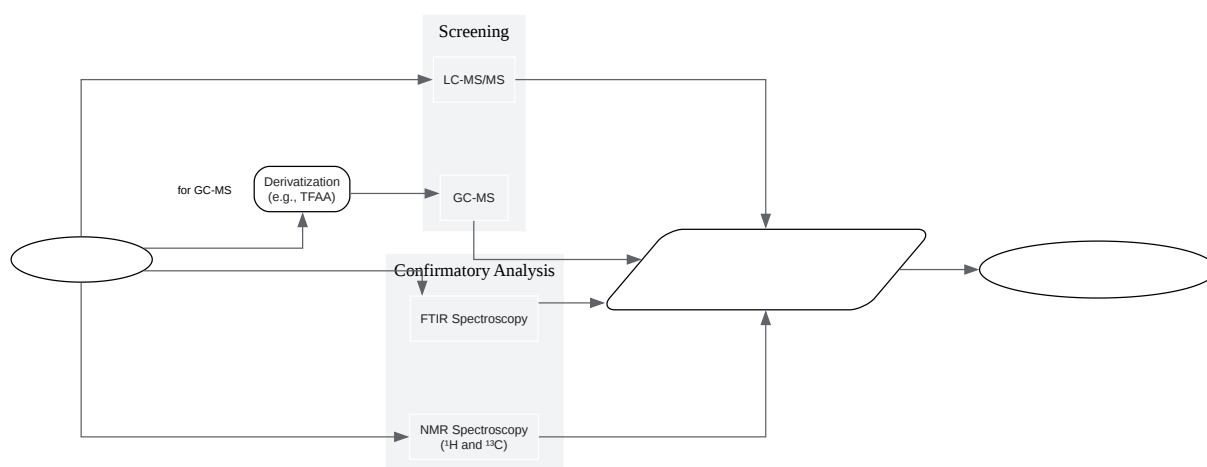 Screening
LC-MS/MS
for GC-MS
Derivatization
(e.g., TFAA)
GC-MS
Confirmatory Analysis
FTIR Spectroscopy
NMR Spectroscopy
(¹H and ¹³C)